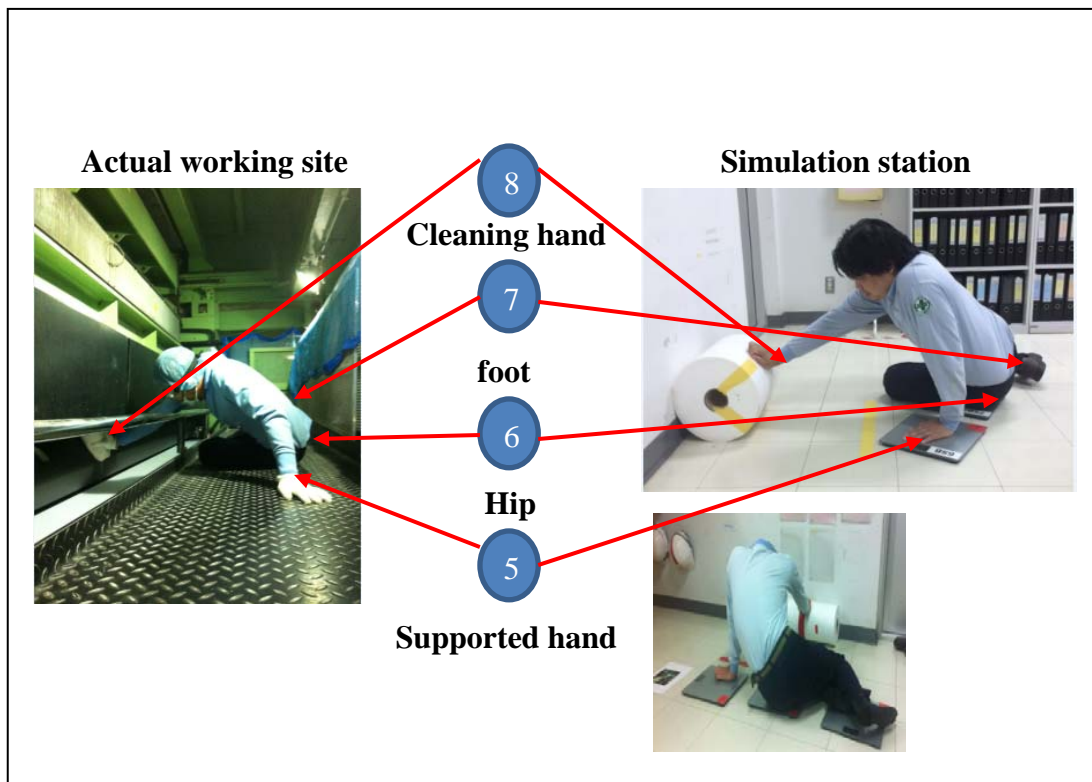 Actual working site
8
Simulation station
Cleaning hand
7
foot
6
Hip
5
Supported hand